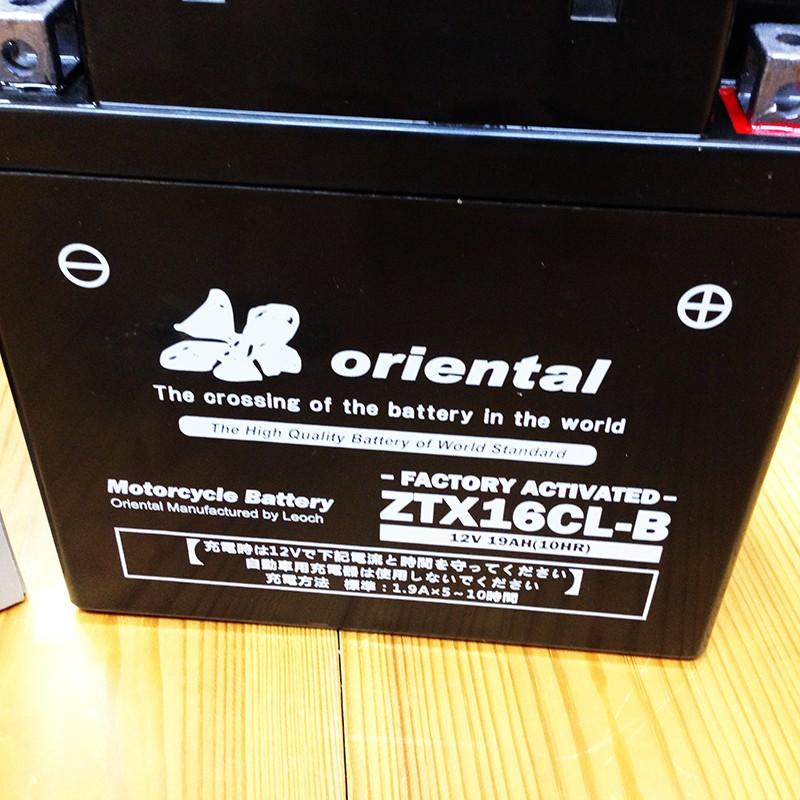 oriental
The crossing of the battery in the world
The High Quality Battery of World Standard
Motorcycle Battery
Oriental Manufactured by Leoch
- FACTORY ACTIVATED -
ZTX16CL-B
12V 19AH(10HR)
【充電時は12Vで下記電流と時間を守ってください
自動車用充電器は使用しないでください】
充電方法 標準：1.9A×5～10時間